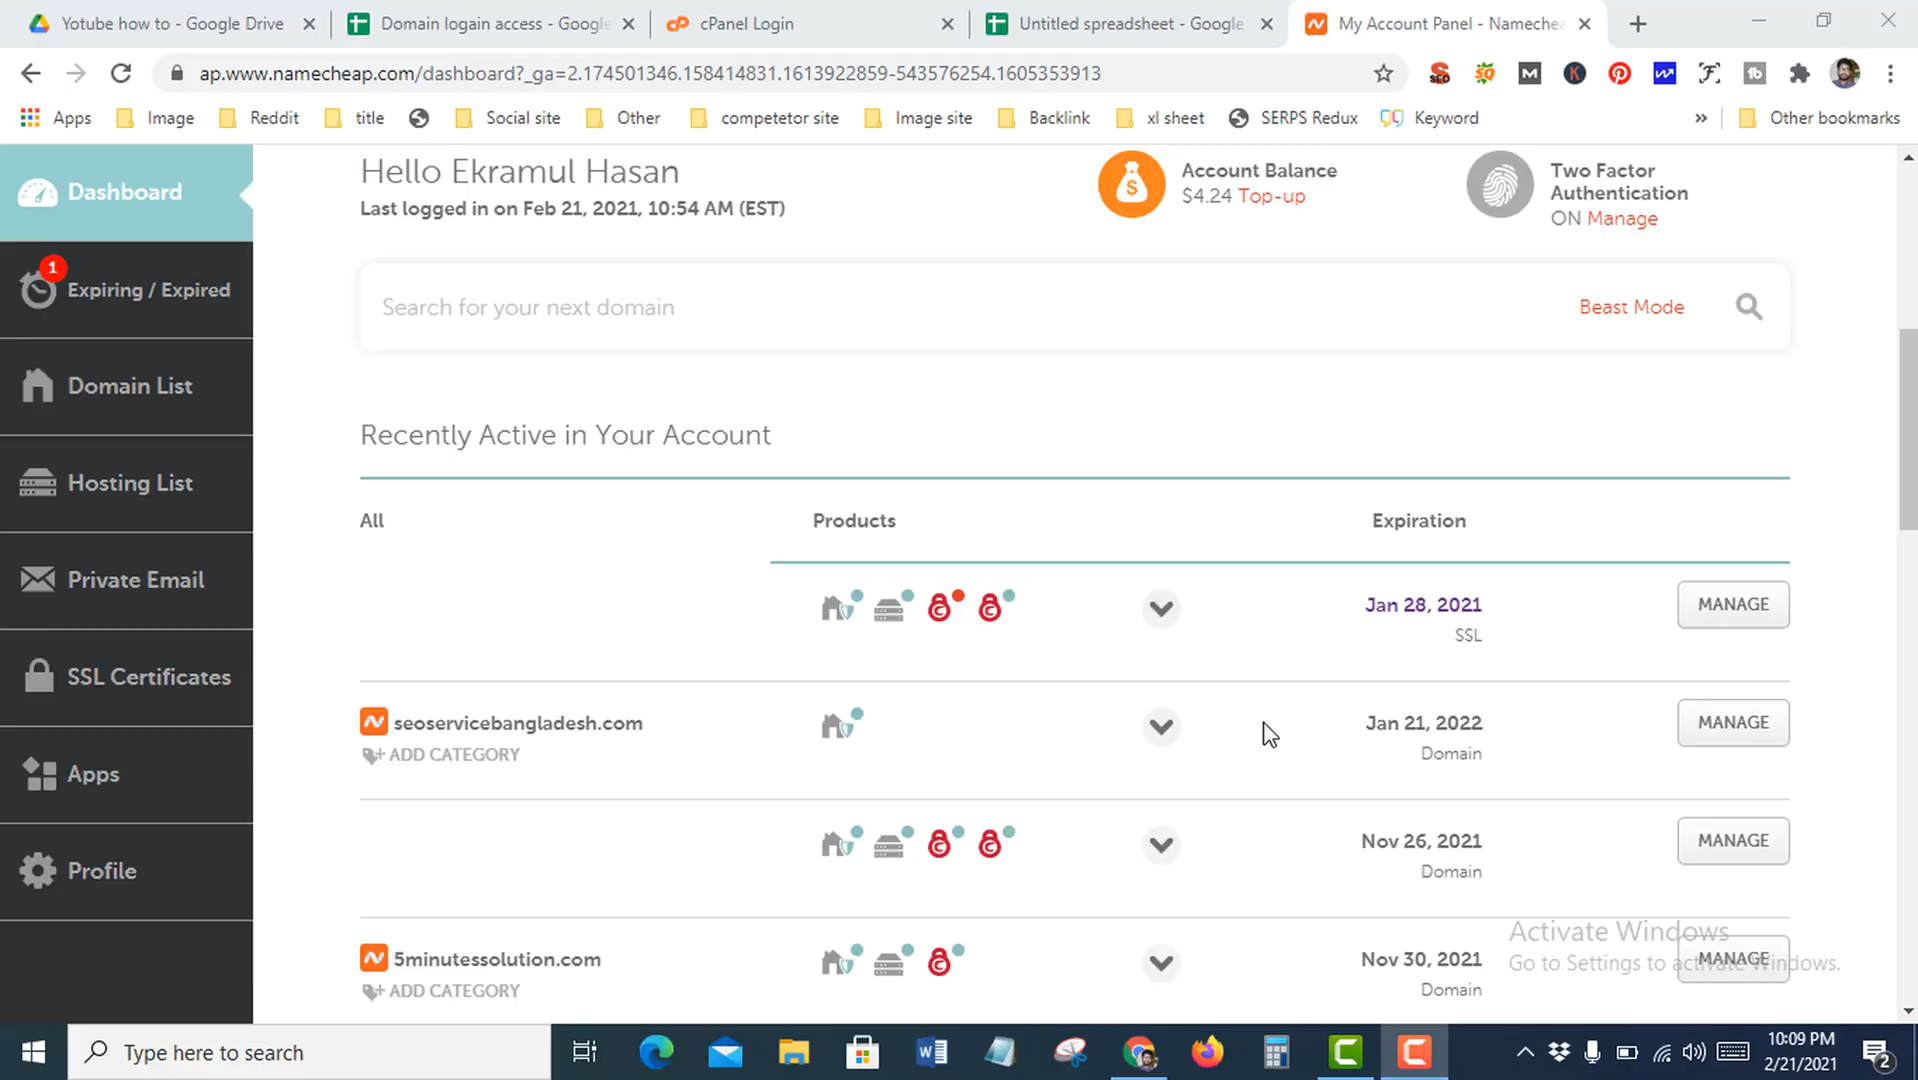 Yotube how to - Google Drive
Domain logain access - Google
cPanel Login
Untitled spreadsheet - Google
My Account Panel - Namechea
ap.www.namecheap.com/dashboard?_ga=2.174501346.158414831.1613922859-543576254.1605353913
Apps
Image
Reddit
title
Social site
Other
competetor site
Image site
Backlink
xl sheet
SERPS Redux
Keyword
Other bookmarks
Dashboard
1
Expiring / Expired
Domain List
Hosting List
Private Email
SSL Certificates
Apps
Profile
Hello Ekramul Hasan
Last logged in on Feb 21, 2021, 10:54 AM (EST)
Account Balance
$4.24 Top-up
Two Factor
Authentication
ON Manage
Search for your next domain
Beast Mode
Recently Active in Your Account
All
Products
Expiration
Jan 28, 2021
SSL
MANAGE
seoservicebangladesh.com
ADD CATEGORY
Jan 21, 2022
Domain
MANAGE
Nov 26, 2021
Domain
MANAGE
5minutessolution.com
ADD CATEGORY
Nov 30, 2021
Domain
MANAGE
Activate Windows
Go to Settings to activate Windows.
Type here to search
10:09 PM
2/21/2021
2